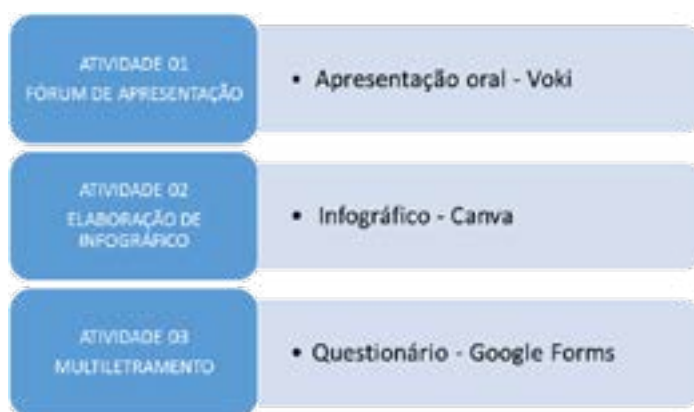 ATIVIDADE 01
FÓRUM DE APRESENTAÇÃO
• Apresentação oral - Voki
ATIVIDADE 02
ELABORAÇÃO DE
INFOGRÁFICO
• Infográfico - Canva
ATIVIDADE 03
MULTILETRAMENTO
• Questionário - Google Forms